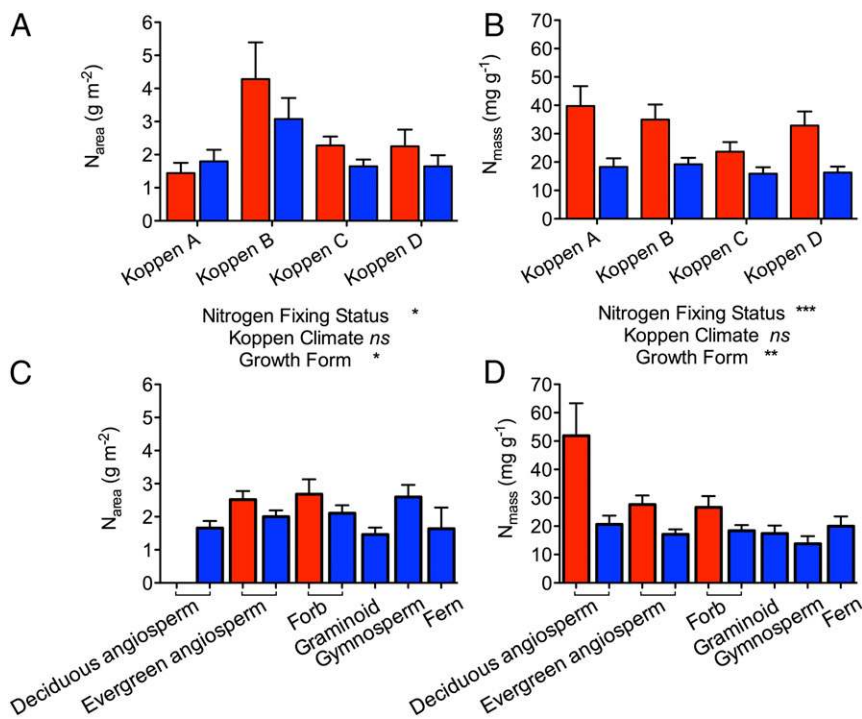 A
N_area (g m⁻²)
6
5
4
3
2
1
0
Koppen A
Koppen B
Koppen C
Koppen D
Nitrogen Fixing Status *
Koppen Climate ns
Growth Form *
B
N_mass (mg g⁻¹)
70
60
50
40
30
20
10
0
Koppen A
Koppen B
Koppen C
Koppen D
Nitrogen Fixing Status ***
Koppen Climate ns
Growth Form **
C
N_area (g m⁻²)
6
5
4
3
2
1
0
Deciduous angiosperm
Evergreen angiosperm
Forb
Graminoid
Gymnosperm
Fern
D
N_mass (mg g⁻¹)
70
60
50
40
30
20
10
0
Deciduous angiosperm
Evergreen angiosperm
Forb
Graminoid
Gymnosperm
Fern